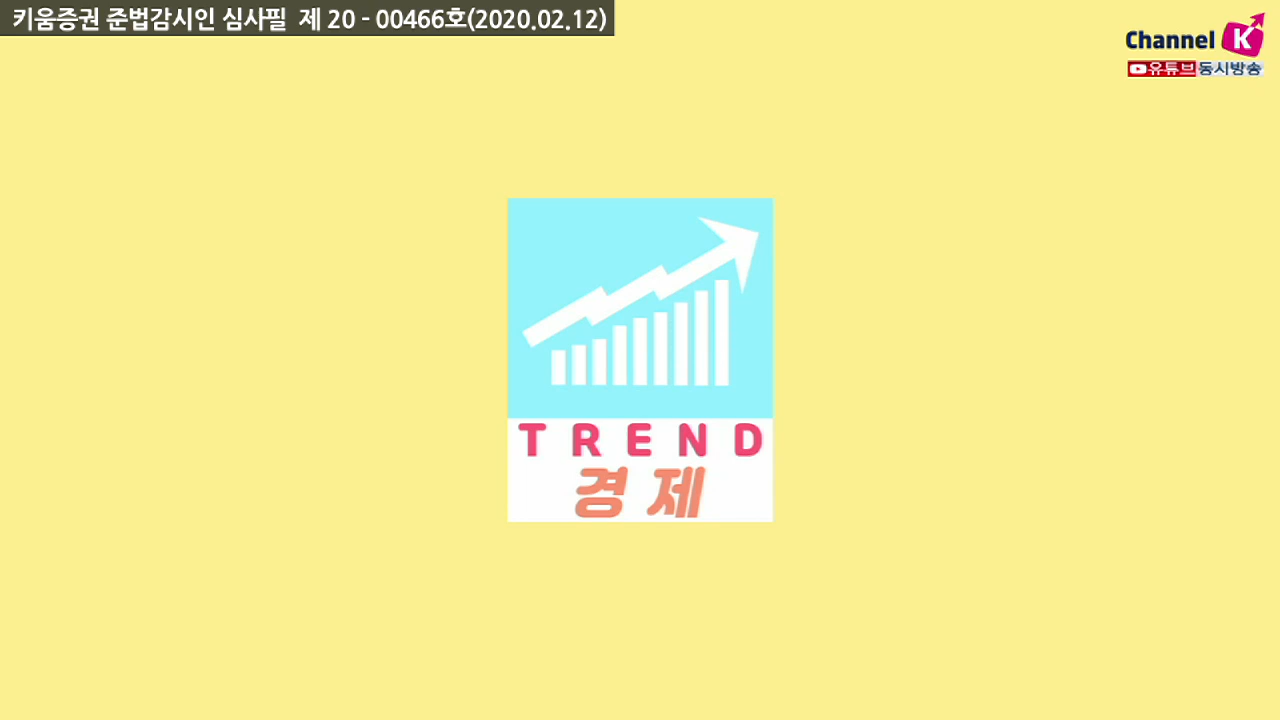 키움증권 준법감시인 심사필 제 20 - 00466호(2020.02.12)
Channel K
유튜브 동시방송
TREND
경제